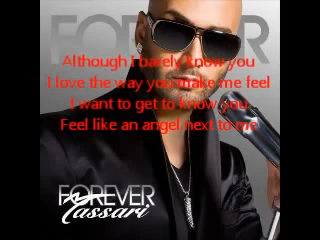 FOREVER
Although I barely know you
I love the way you make me feel
I want to get to know you
Feel like an angel next to me
FOREVER
Massari